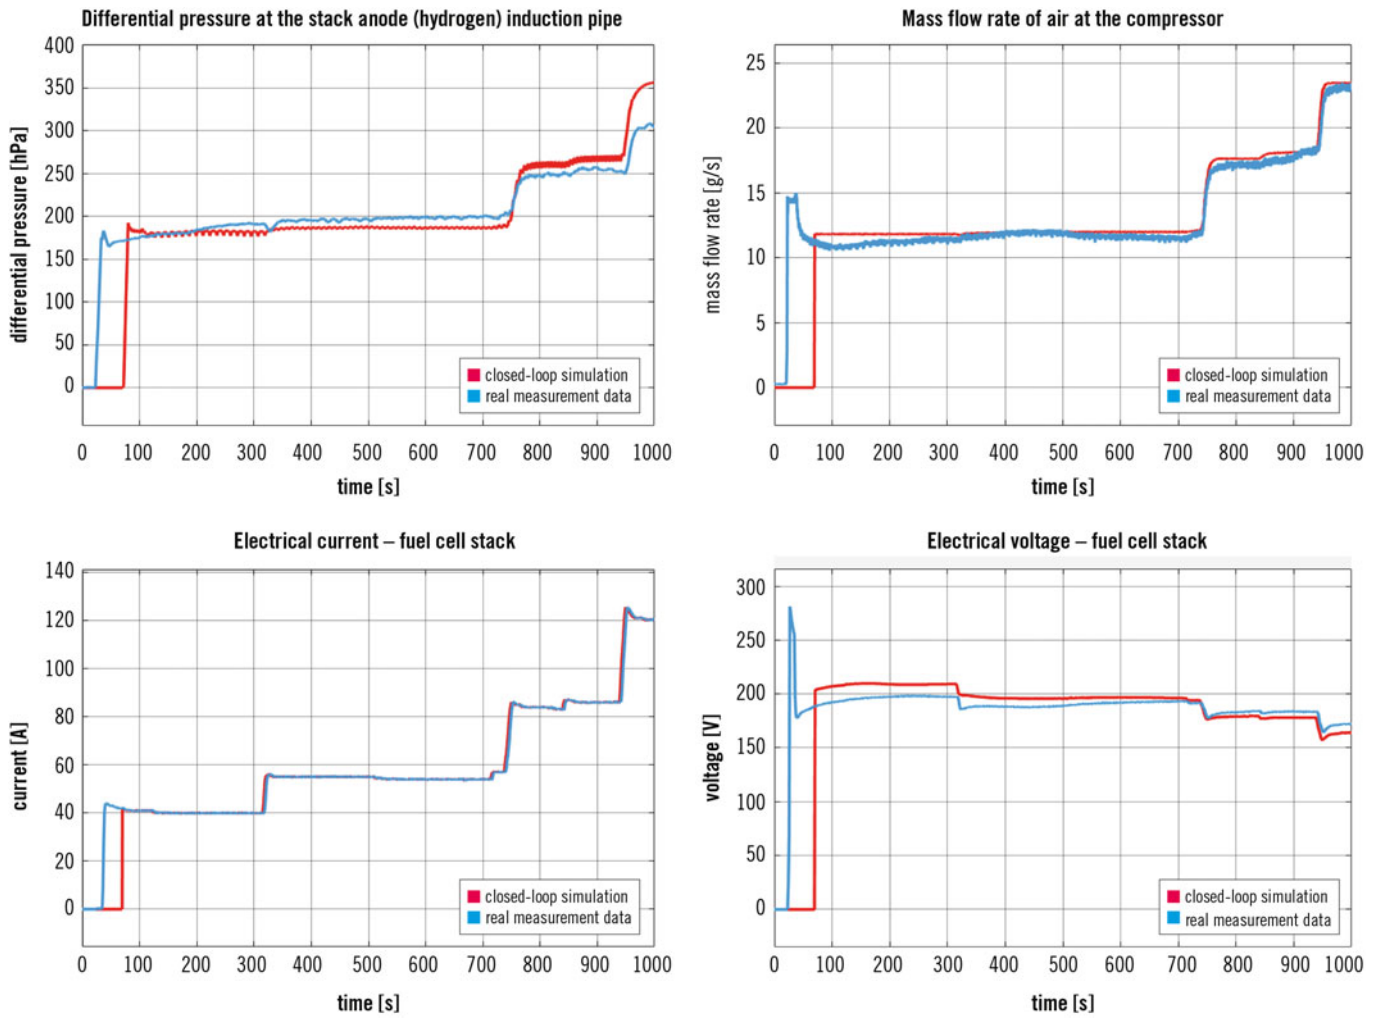 Differential pressure at the stack anode (hydrogen) induction pipe
400
350
300
250
200
150
100
50
0
differential pressure [hPa]
closed-loop simulation
real measurement data
0 100 200 300 400 500 600 700 800 900 1000
time [s]
Mass flow rate of air at the compressor
25
20
15
10
5
0
mass flow rate [g/s]
closed-loop simulation
real measurement data
0 100 200 300 400 500 600 700 800 900 1000
time [s]
Electrical current – fuel cell stack
140
120
100
80
60
40
20
0
current [A]
closed-loop simulation
real measurement data
0 100 200 300 400 500 600 700 800 900 1000
time [s]
Electrical voltage – fuel cell stack
300
250
200
150
100
50
0
voltage [V]
closed-loop simulation
real measurement data
0 100 200 300 400 500 600 700 800 900 1000
time [s]